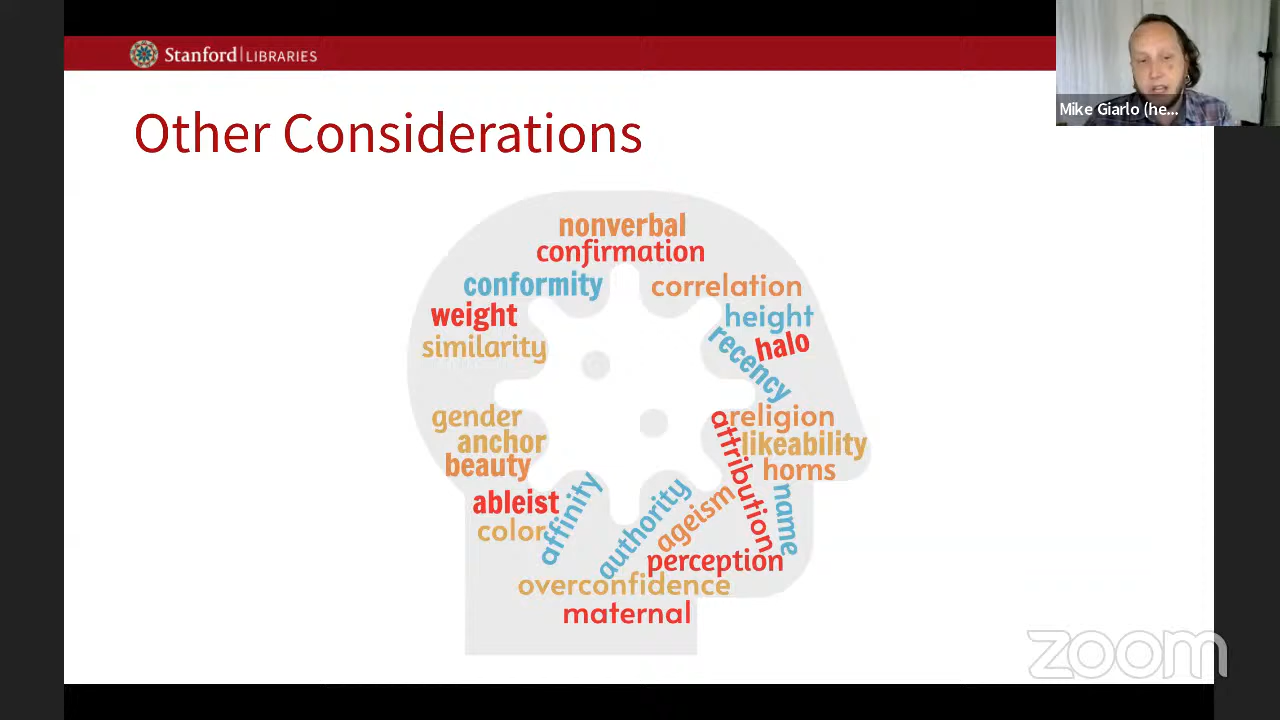 Stanford | LIBRARIES
Mike Giarlo (he...
Other Considerations
nonverbal
confirmation
conformity
correlation
weight
height
similarity
recency
halo
gender
religion
anchor
attribution
likeability
beauty
horns
ableist
affinity
authority
ageism
name
color
perception
overconfidence
maternal
zoom